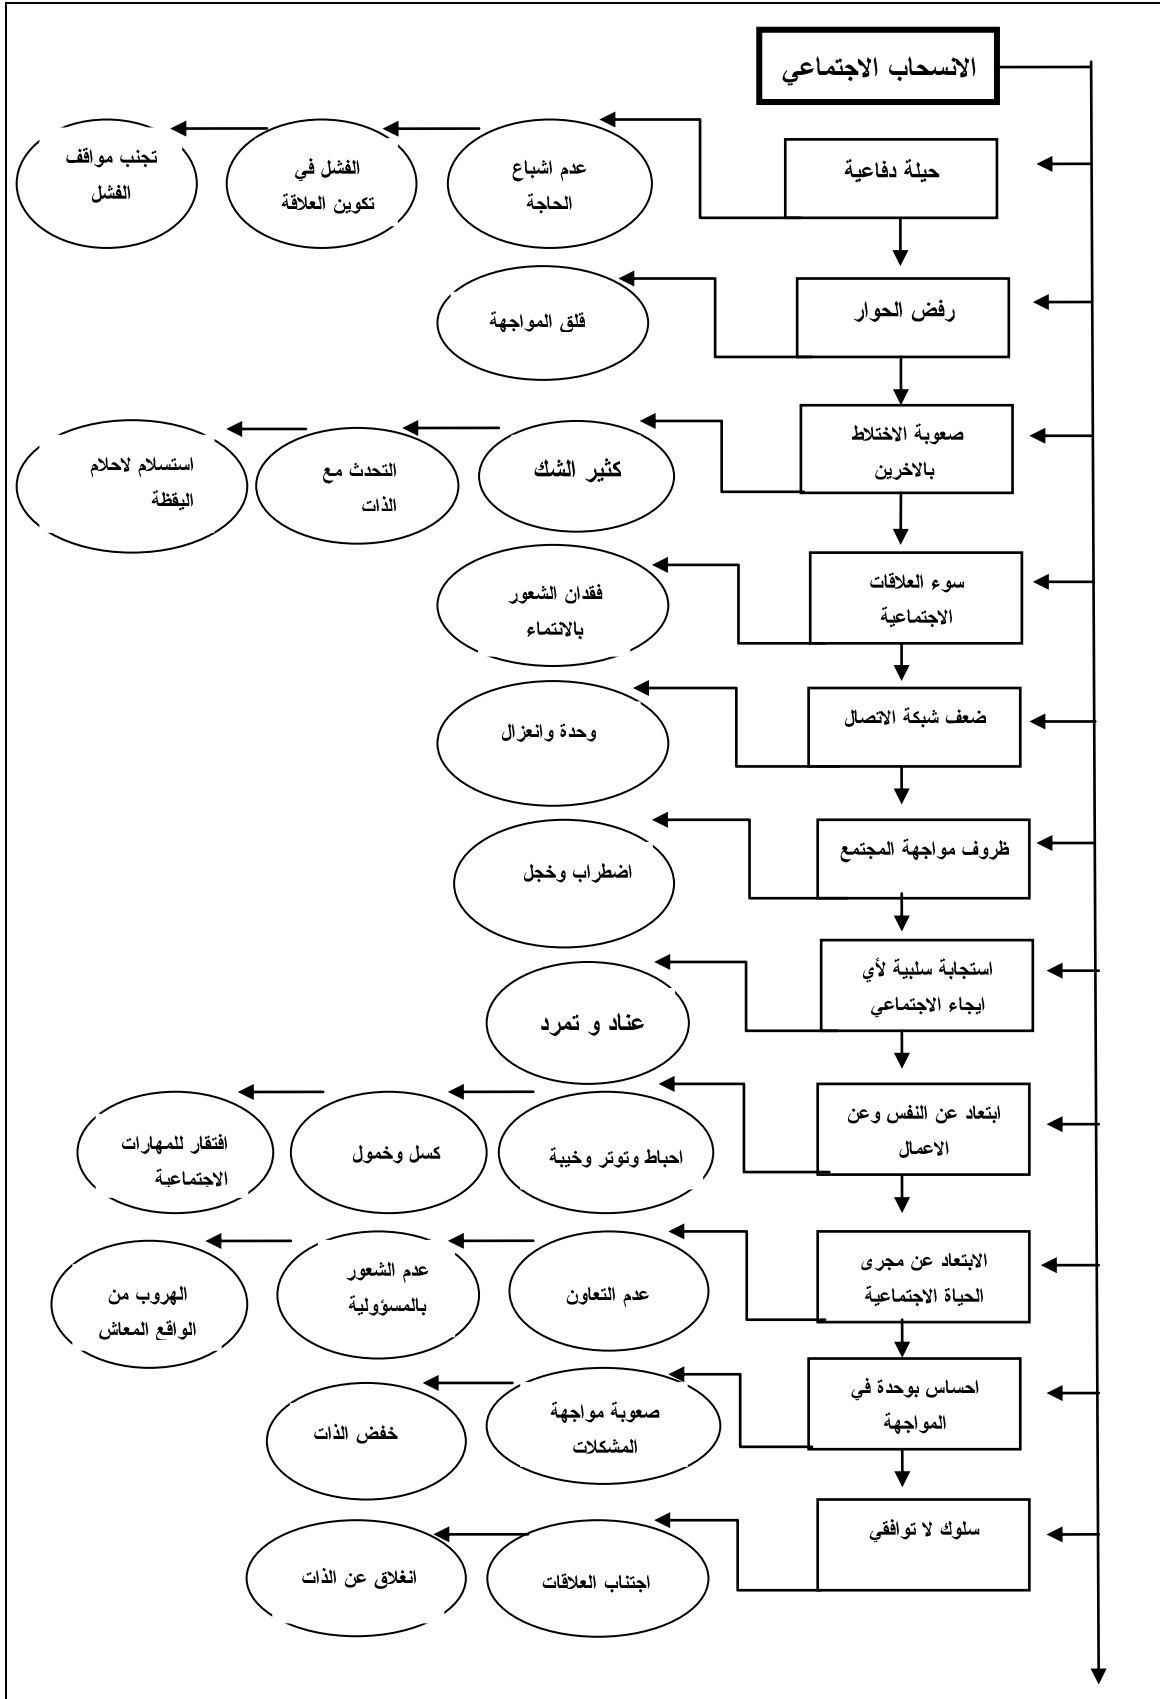 الانسحاب الاجتماعي
حيلة دفاعية
عدم اشباع
الحاجة
الفشل في
تكوين العلاقة
تجنب مواقف
الفشل
رفض الحوار
قلق المواجهة
صعوبة الاختلاط
بالاخرين
كثير الشك
التحدث مع
الذات
استسلام لاحلام
اليقظة
سوء العلاقات
الاجتماعية
فقدان الشعور
بالانتماء
ضعف شبكة الاتصال
وحدة وانعزال
ظروف مواجهة المجتمع
اضطراب وخجل
استجابة سلبية لأي
ايجاء الاجتماعي
عناد و تمرد
ابتعاد عن النفس وعن
الاعمال
احباط وتوتر وخيبة
كسل وخمول
افتقار للمهارات
الاجتماعية
الابتعاد عن مجرى
الحياة الاجتماعية
عدم التعاون
عدم الشعور
بالمسؤولية
الهروب من
الواقع المعاش
احساس بوحدة في
المواجهة
صعوبة مواجهة
المشكلات
خفض الذات
سلوك لا توافقي
اجتناب العلاقات
انغلاق عن الذات